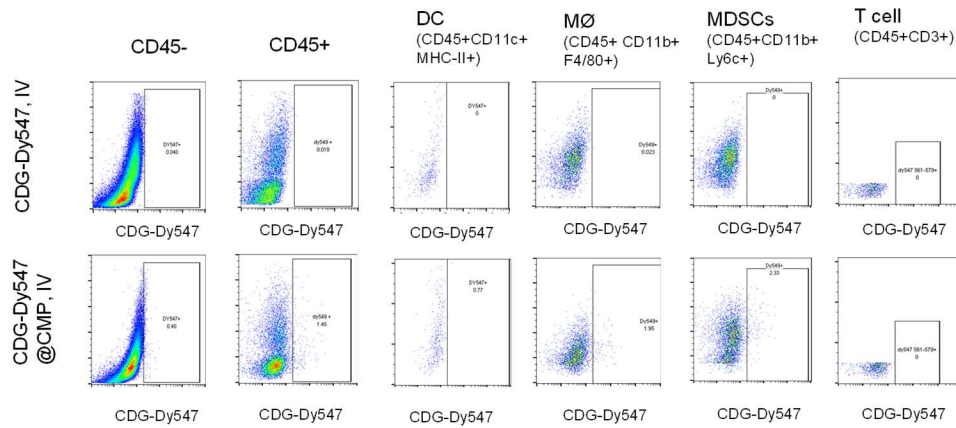 CD45-
CD45+
DC
(CD45+CD11c+
MHC-II+)
MØ
(CD45+ CD11b+
F4/80+)
MDSCs
(CD45+CD11b+
Ly6c+)
T cell
(CD45+CD3+)
CDG-Dy547, IV
DY547+
0.040
dy549 +
0.019
DY547+
0
Dy549+
0.023
Dy549+
0
dy547 561-579+
0
CDG-Dy547
CDG-Dy547
CDG-Dy547
CDG-Dy547
CDG-Dy547
CDG-Dy547
CDG-Dy547
@CMP, IV
DY547+
0.40
dy549 +
1.45
DY547+
0.77
Dy549+
1.95
Dy549+
2.33
dy547 561-579+
0
CDG-Dy547
CDG-Dy547
CDG-Dy547
CDG-Dy547
CDG-Dy547
CDG-Dy547